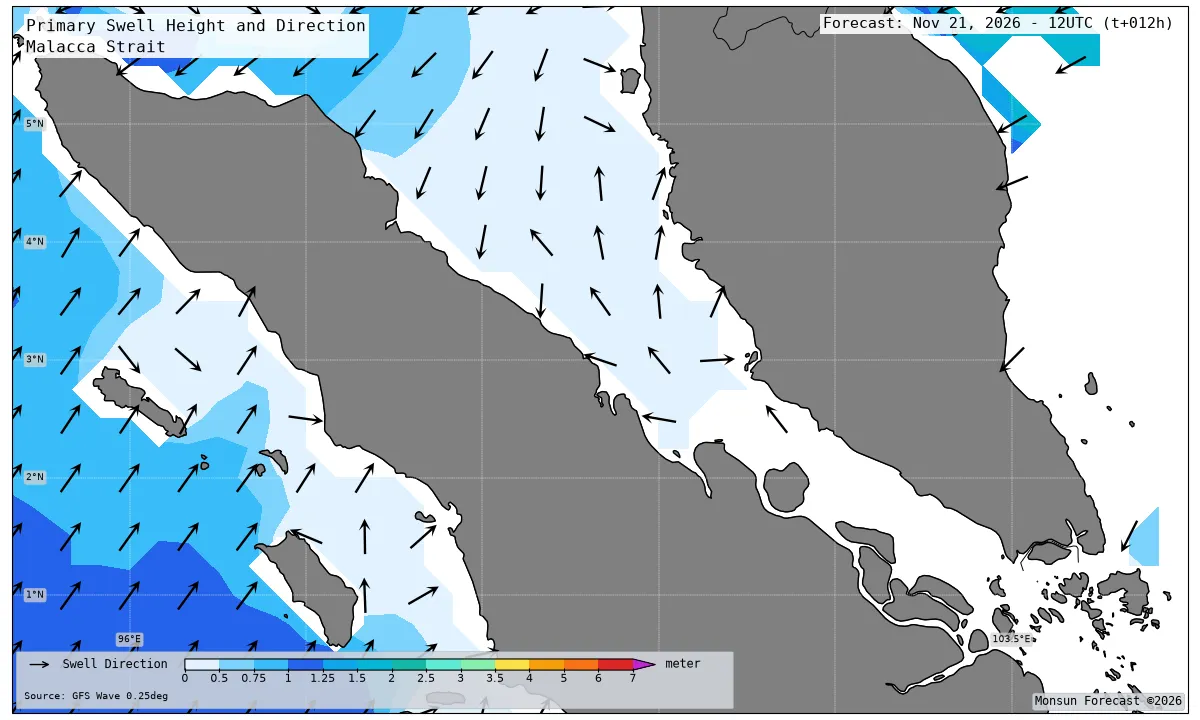 Primary Swell Height and Direction
Malacca Strait
Forecast: Nov 21, 2026 - 12UTC (t+012h)
5°N
4°N
3°N
2°N
1°N
96°E
103.5°E
Swell Direction
0 0.5 0.75 1 1.25 1.5 2 2.5 3 3.5 4 5 6 7
meter
Source: GFS Wave 0.25deg
Monsun Forecast ©2026